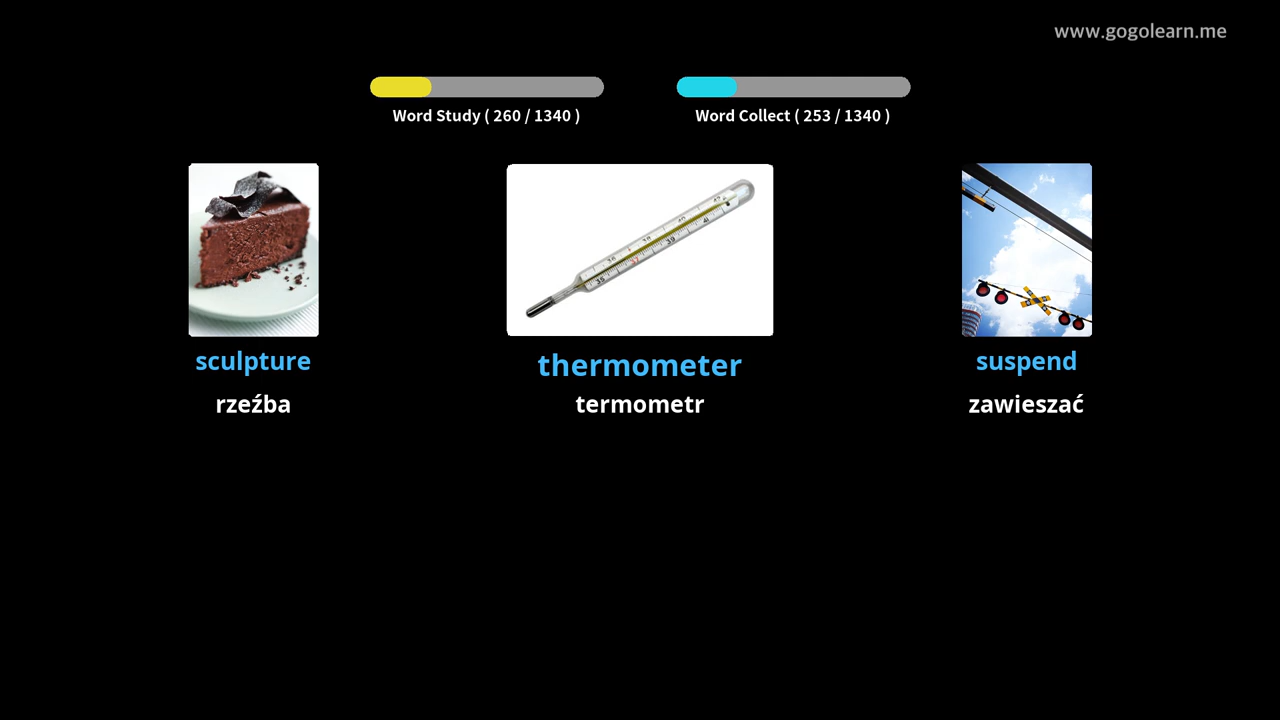 www.gogolearn.me
Word Study ( 260 / 1340 )
Word Collect ( 253 / 1340 )
sculpture
thermometer
suspend
rzeźba
termometr
zawieszać